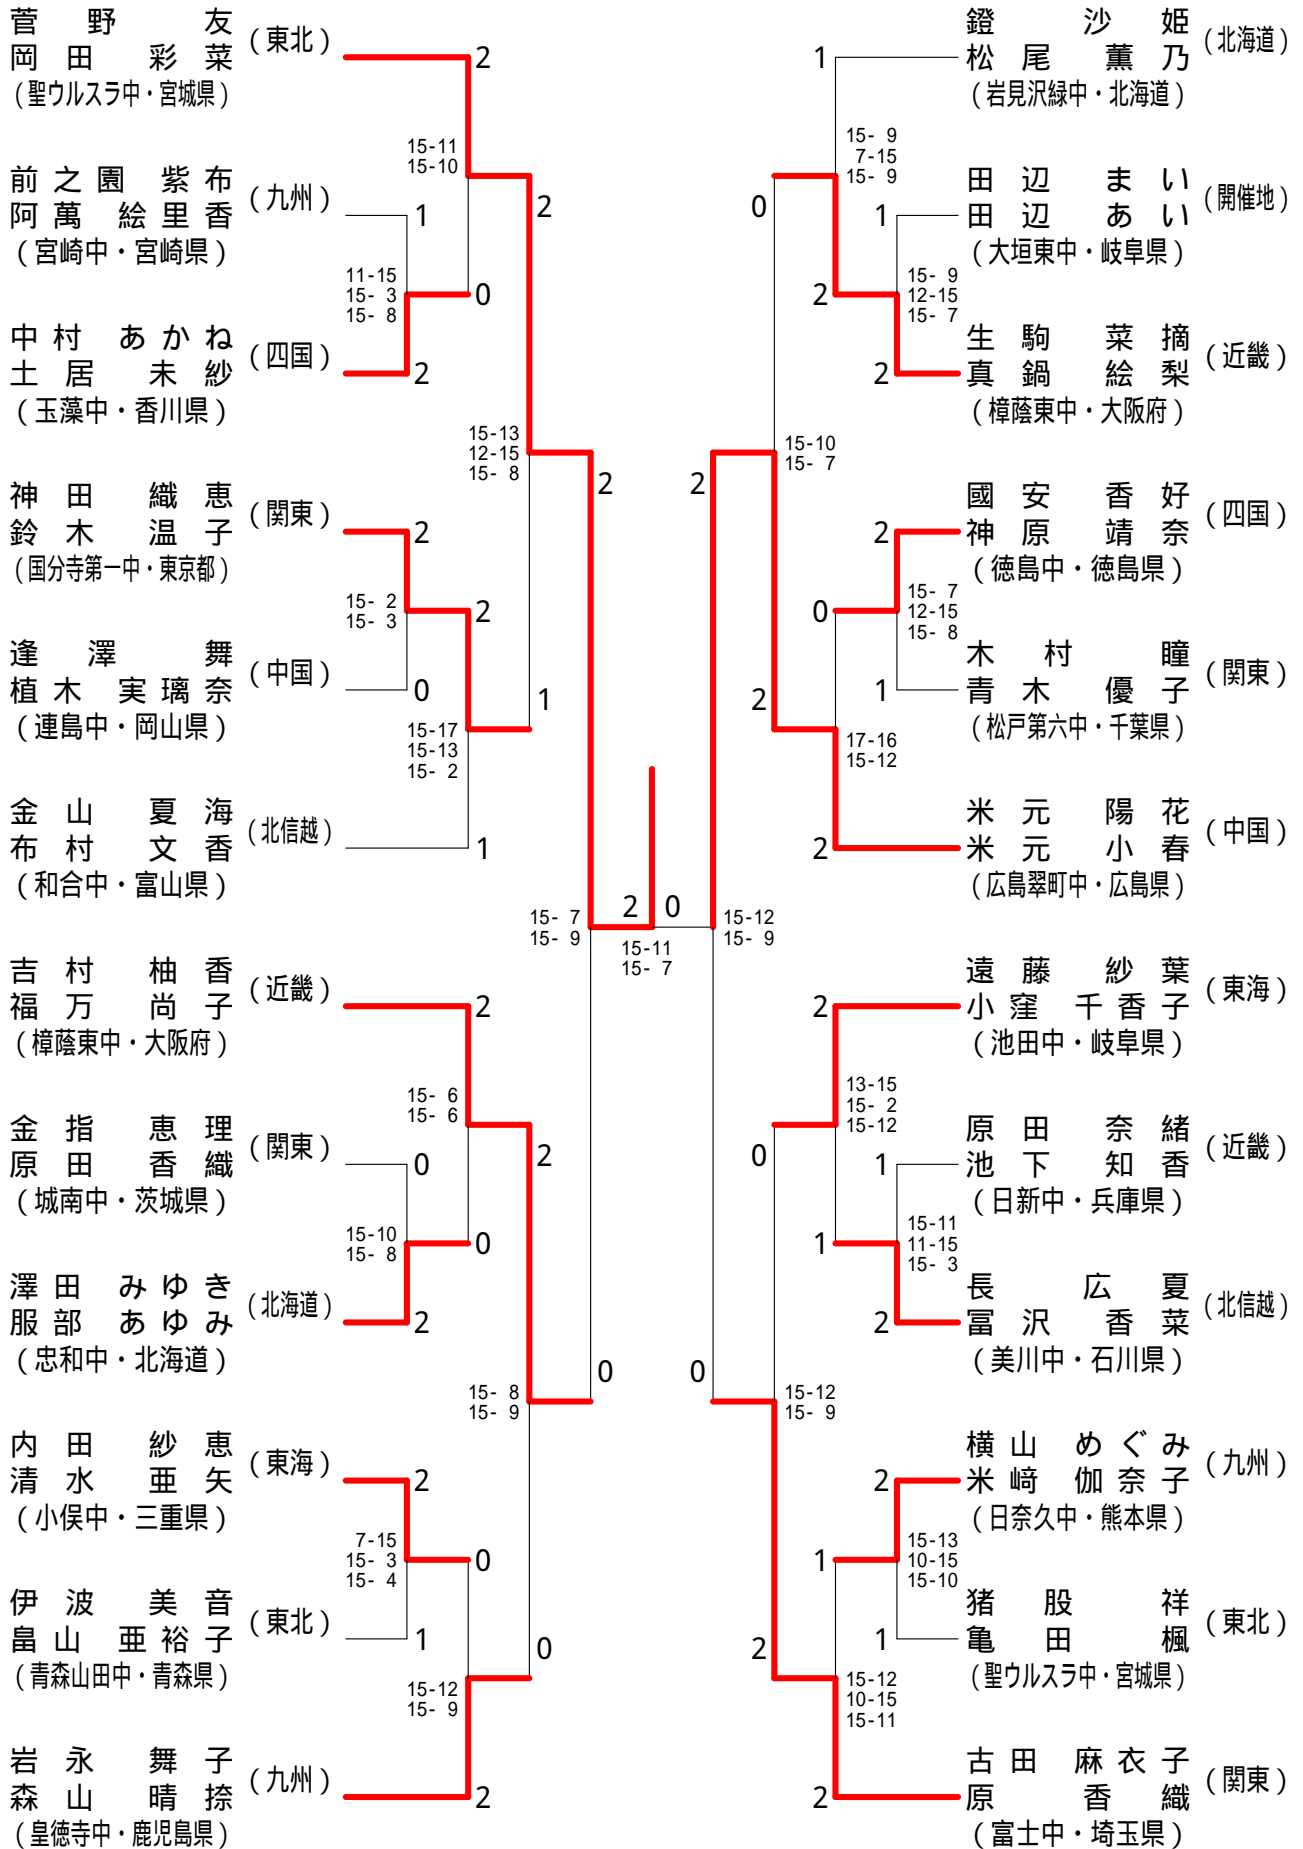 菅野 友
岡田 彩菜
(東北)
(聖ウルスラ中・宮城県)
2
15-11
15-10
2
前之園 紫布
阿萬 絵里香
(九州)
(宮崎中・宮崎県)
1
11-15
15- 3
15- 8
0
中村 あかね
土居 未紗
(四国)
(玉藻中・香川県)
2
15-13
12-15
15- 8
2
神田 織恵
鈴木 温子
(関東)
(国分寺第一中・東京都)
2
15- 2
15- 3
2
逢澤 舞
植木 実璃奈
(中国)
(連島中・岡山県)
0
1
15-17
15-13
15- 2
金山 夏海
布村 文香
(北信越)
(和合中・富山県)
1
15- 7
15- 9
2 0
15-11
15- 7
吉村 柚香
福万 尚子
(近畿)
(樟蔭東中・大阪府)
2
15- 6
15- 6
2
金指 恵理
原田 香織
(関東)
(城南中・茨城県)
0
15-10
15- 8
0
澤田 みゆき
服部 あゆみ
(北海道)
(忠和中・北海道)
2
0
15- 8
15- 9
内田 紗恵
清水 亜矢
(東海)
(小俣中・三重県)
2
7-15
15- 3
15- 4
0
伊波 美音
畠山 亜裕子
(東北)
(青森山田中・青森県)
1
0
15-12
15- 9
岩永 舞子
森山 晴捺
(九州)
(皇徳寺中・鹿児島県)
2
鐙 沙姫
松尾 薫乃
(北海道)
(岩見沢緑中・北海道)
1
15- 9
7-15
15- 9
0
田辺 まい
田辺 あい
(開催地)
(大垣東中・岐阜県)
1
15- 9
12-15
15- 7
2
生駒 菜摘
真鍋 絵梨
(近畿)
(樟蔭東中・大阪府)
2
15-10
15- 7
2
國安 香好
神原 靖奈
(四国)
(徳島中・徳島県)
2
15- 7
12-15
15- 8
0
木村 瞳
青木 優子
(関東)
(松戸第六中・千葉県)
1
2
17-16
15-12
米元 陽花
米元 小春
(中国)
(広島翠町中・広島県)
2
15-12
15- 9
遠藤 紗葉
小窪 千香子
(東海)
(池田中・岐阜県)
2
13-15
15- 2
15-12
0
原田 奈緒
池下 知香
(近畿)
(日新中・兵庫県)
1
15-11
11-15
15- 3
1
長 広夏
冨沢 香菜
(北信越)
(美川中・石川県)
2
0
15-12
15- 9
横山 めぐみ
米﨑 伽奈子
(九州)
(日奈久中・熊本県)
2
15-13
10-15
15-10
1
猪股 祥
亀田 楓
(東北)
(聖ウルスラ中・宮城県)
1
2
15-12
10-15
15-11
古田 麻衣子
原 香織
(関東)
(富士中・埼玉県)
2